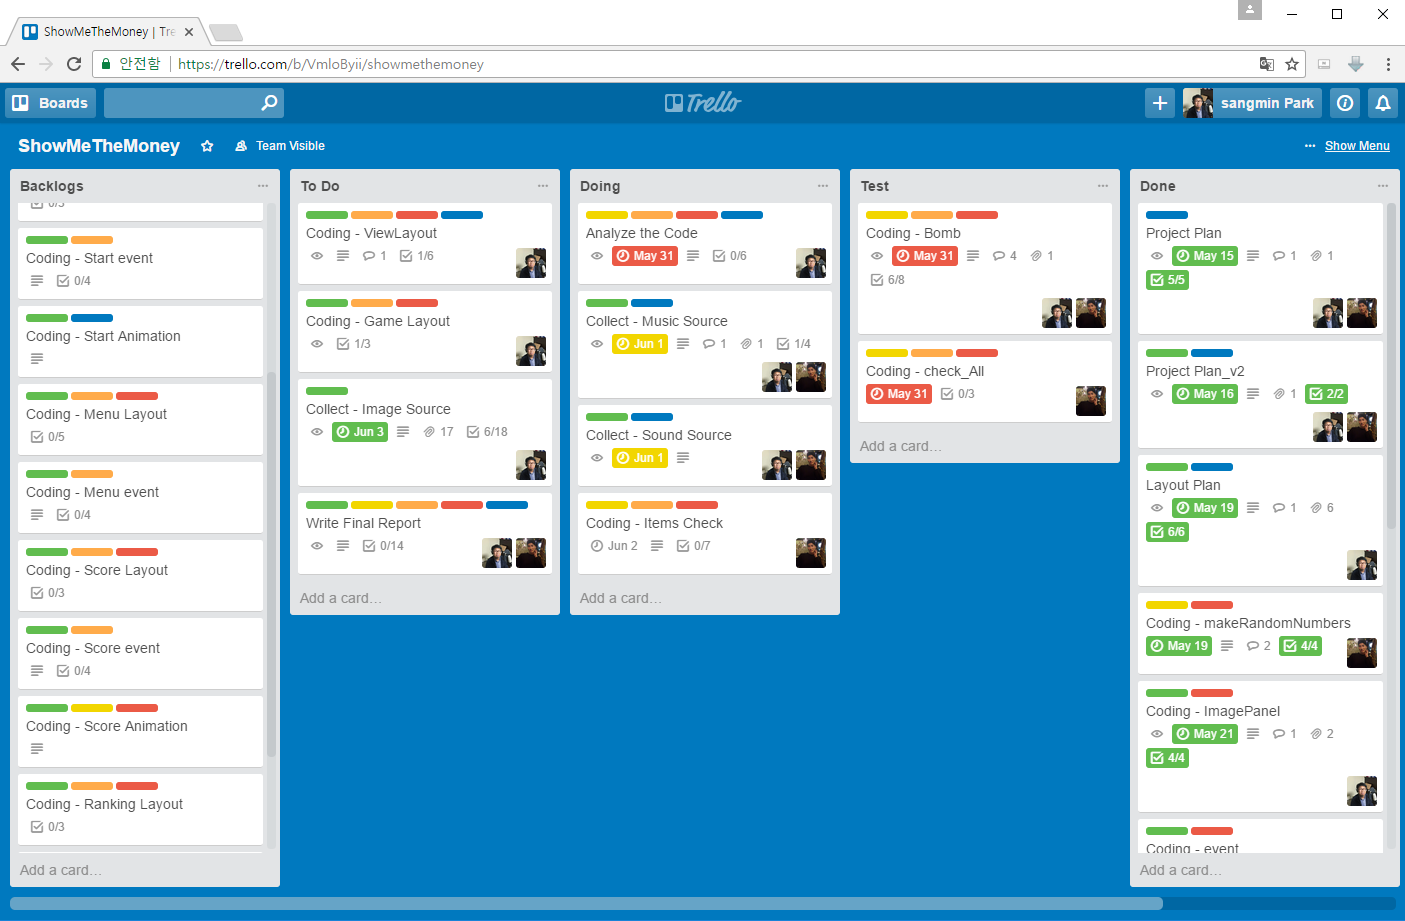 ShowMeTheMoney | Tre
안전함
https://trello.com/b/VmloByii/showmethemoney
Boards
Trello
sangmin Park
ShowMeTheMoney
Team Visible
Show Menu
Backlogs
0/3
Coding - Start event
0/4
Coding - Start Animation
Coding - Menu Layout
0/5
Coding - Menu event
0/4
Coding - Score Layout
0/3
Coding - Score event
0/4
Coding - Score Animation
Coding - Ranking Layout
0/3
Add a card…
To Do
Coding - ViewLayout
1 1/6
Coding - Game Layout
1/3
Collect - Image Source
Jun 3 17 6/18
Write Final Report
0/14
Add a card…
Doing
Analyze the Code
May 31 0/6
Collect - Music Source
Jun 1 1 1 1/4
Collect - Sound Source
Jun 1
Coding - Items Check
Jun 2 0/7
Add a card…
Test
Coding - Bomb
May 31 4 1
6/8
Coding - check_All
May 31 0/3
Add a card…
Done
Project Plan
May 15 1 1
5/5
Project Plan_v2
May 16 1 2/2
Layout Plan
May 19 1 6
6/6
Coding - makeRandomNumbers
May 19 2 4/4
Coding - ImagePanel
May 21 1 2
4/4
Coding - event
Add a card…